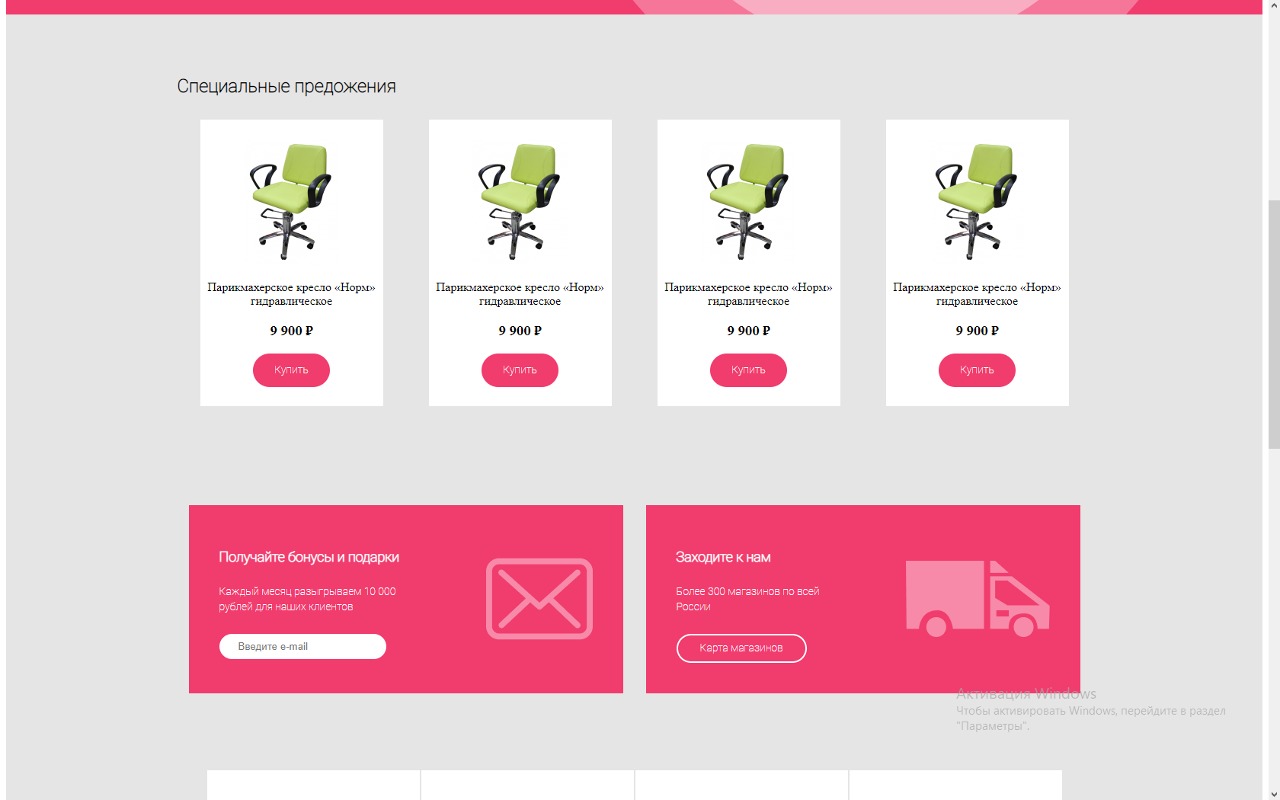 Специальные предожения
Парикмахерское кресло «Норм»
гидравлическое
9 900 ₽
Купить
Парикмахерское кресло «Норм»
гидравлическое
9 900 ₽
Купить
Парикмахерское кресло «Норм»
гидравлическое
9 900 ₽
Купить
Парикмахерское кресло «Норм»
гидравлическое
9 900 ₽
Купить
Получайте бонусы и подарки
Каждый месяц разыгрываем 10 000
рублей для наших клиентов
Введите e-mail
Заходите к нам
Более 300 магазинов по всей
России
Карта магазинов
Активация Windows
Чтобы активировать Windows, перейдите в раздел
"Параметры".